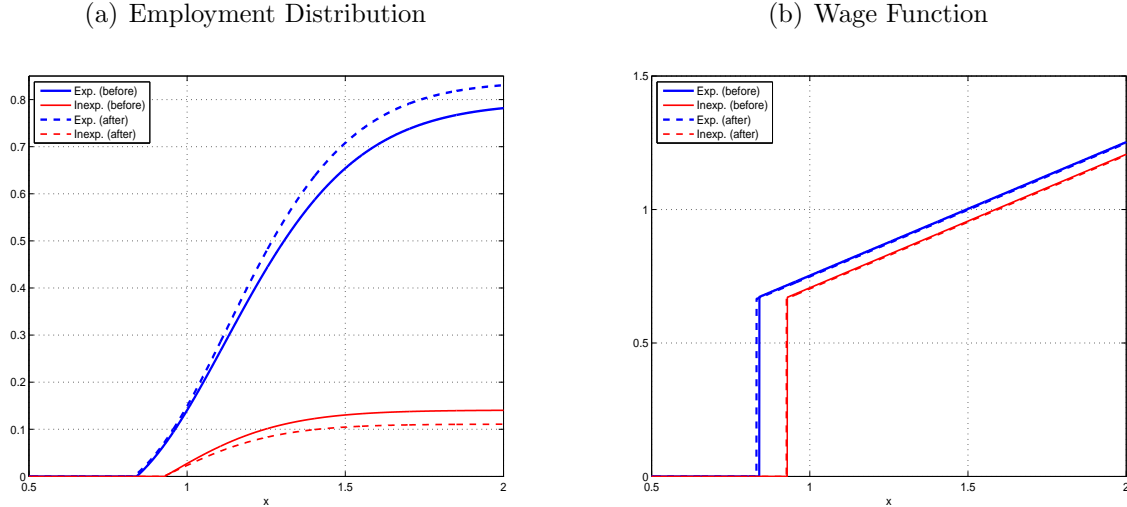 (a) Employment Distribution
Exp. (before)
Inexp. (before)
Exp. (after)
Inexp. (after)
0.8
0.7
0.6
0.5
0.4
0.3
0.2
0.1
0
0.5
1
1.5
2
x
(b) Wage Function
Exp. (before)
Inexp. (before)
Exp. (after)
Inexp. (after)
1.5
1
0.5
0
0.5
1
1.5
2
x